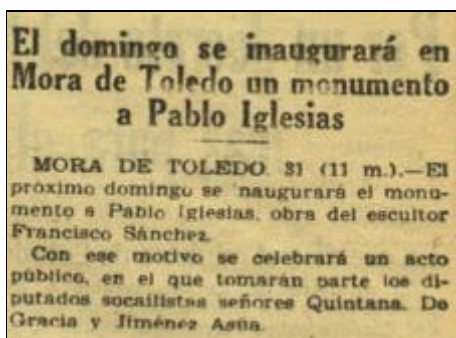 El domingo se inaugurará en
Mora de Toledo un monumento
a Pablo Iglesias
MORA DE TOLEDO, 31 (11 m.).—El
próximo domingo se inaugurará el monu-
mento a Pablo Iglesias, obra del escultor
Francisco Sánchez.
Con ese motivo se celebrará un acto
público, en el que tomarán parte los di-
putados socailistas señores Quintana. De
Gracia y Jiménez Asúa.